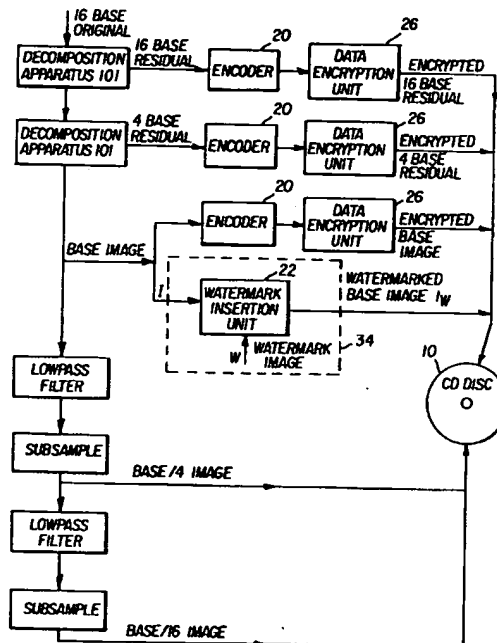 16 BASE
ORIGINAL
DECOMPOSITION
APPARATUS 101
16 BASE
RESIDUAL
20
ENCODER
26
DATA
ENCRYPTION
UNIT
ENCRYPTED
16 BASE
RESIDUAL
DECOMPOSITION
APPARATUS 101
4 BASE
RESIDUAL
20
ENCODER
26
DATA
ENCRYPTION
UNIT
ENCRYPTED
4 BASE
RESIDUAL
20
ENCODER
26
DATA
ENCRYPTION
UNIT
ENCRYPTED
BASE
IMAGE
BASE IMAGE
I
22
WATERMARK
INSERTION
UNIT
WATERMARKED
BASE IMAGE IW
W
WATERMARK
IMAGE
34
10
CD DISC
LOWPASS
FILTER
SUBSAMPLE
BASE/4 IMAGE
LOWPASS
FILTER
SUBSAMPLE
BASE/16 IMAGE